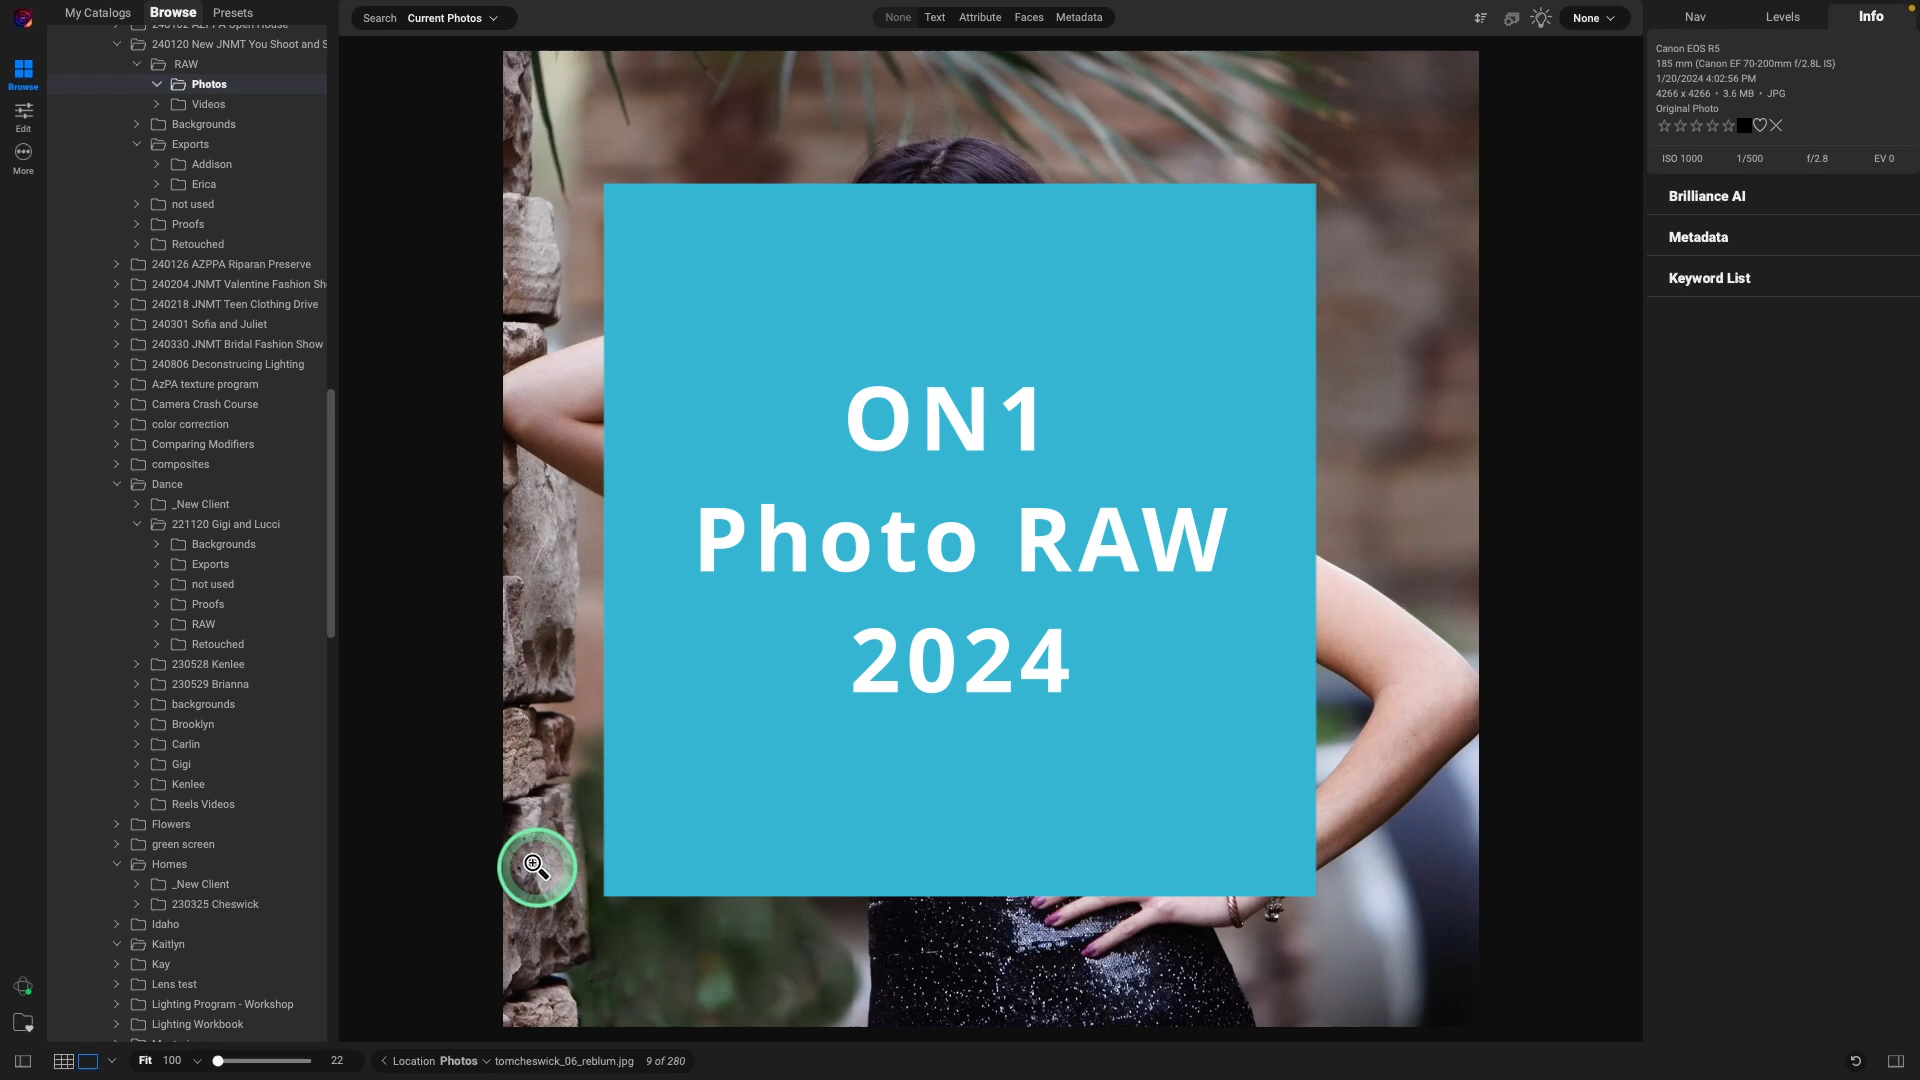 My Catalogs
Browse
Presets
Search Current Photos
None Text Attribute Faces Metadata
None
Nav Levels Info
Browse
Edit
More
240120 New JNMT You Shoot and S
RAW
Photos
Videos
Backgrounds
Exports
Addison
Erica
not used
Proofs
Retouched
240126 AZPPA Riparan Preserve
240204 JNMT Valentine Fashion Sh
240218 JNMT Teen Clothing Drive
240301 Sofia and Juliet
240330 JNMT Bridal Fashion Show
240806 Deconstrucing Lighting
AzPA texture program
Camera Crash Course
color correction
Comparing Modifiers
composites
Dance
_New Client
221120 Gigi and Lucci
Backgrounds
Exports
not used
Proofs
RAW
Retouched
230528 Kenlee
230529 Brianna
backgrounds
Brooklyn
Carlin
Gigi
Kenlee
Reels Videos
Flowers
green screen
Homes
_New Client
230325 Cheswick
Idaho
Kaitlyn
Kay
Lens test
Lighting Program - Workshop
Lighting Workbook
ON1
Photo RAW
2024
Canon EOS R5
185 mm (Canon EF 70-200mm f/2.8L IS)
1/20/2024 4:02:56 PM
4266 x 4266 • 3.6 MB • JPG
Original Photo
ISO 1000 1/500 f/2.8 EV 0
Brilliance AI
Metadata
Keyword List
Fit 100 22
Location Photos tomcheswick_06_reblum.jpg 9 of 280